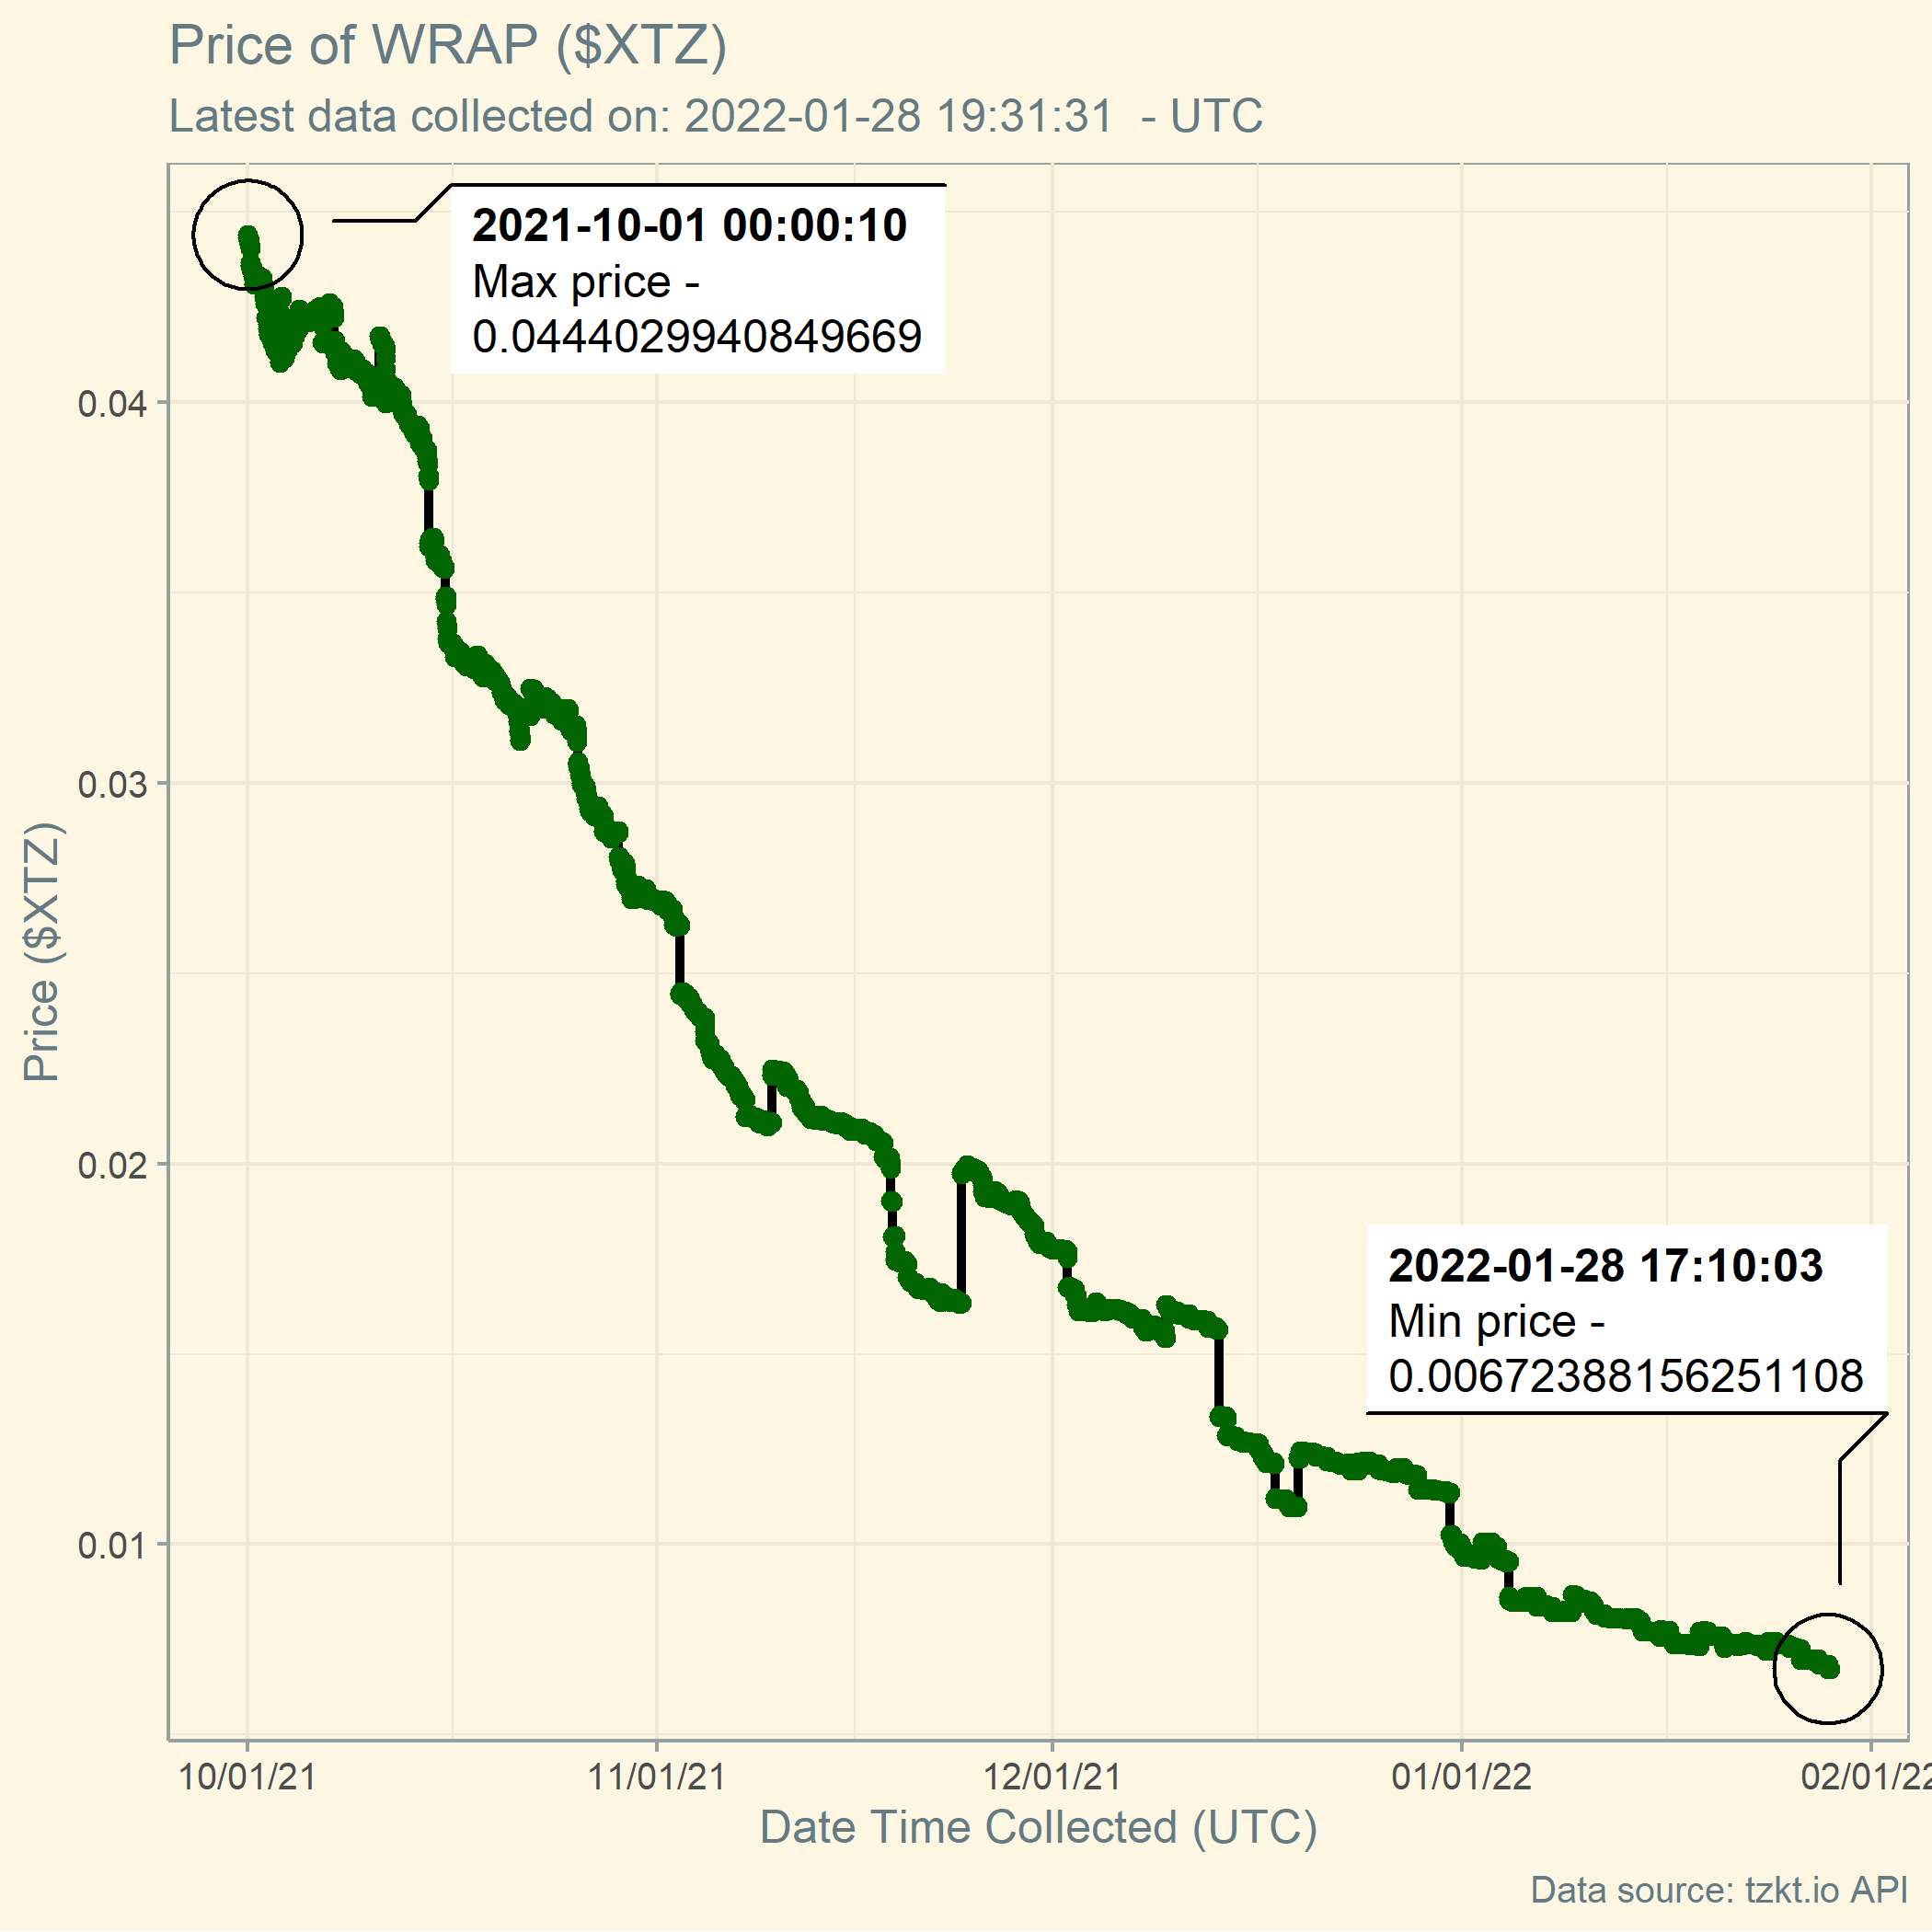 Price of WRAP ($XTZ)
Latest data collected on: 2022-01-28 19:31:31 - UTC
2021-10-01 00:00:10
Max price -
0.0444029940849669
0.04
0.03
Price ($XTZ)
0.02
2022-01-28 17:10:03
Min price -
0.00672388156251108
0.01
10/01/21 11/01/21 12/01/21 01/01/22 02/01/22
Date Time Collected (UTC)
Data source: tzkt.io API